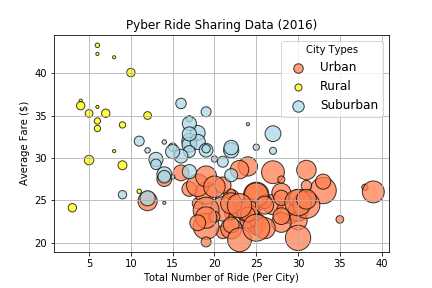 Pyber Ride Sharing Data (2016)
City Types
Urban
Rural
Suburban
Average Fare ($)
40
35
30
25
20
5
10
15
20
25
30
35
40
Total Number of Ride (Per City)